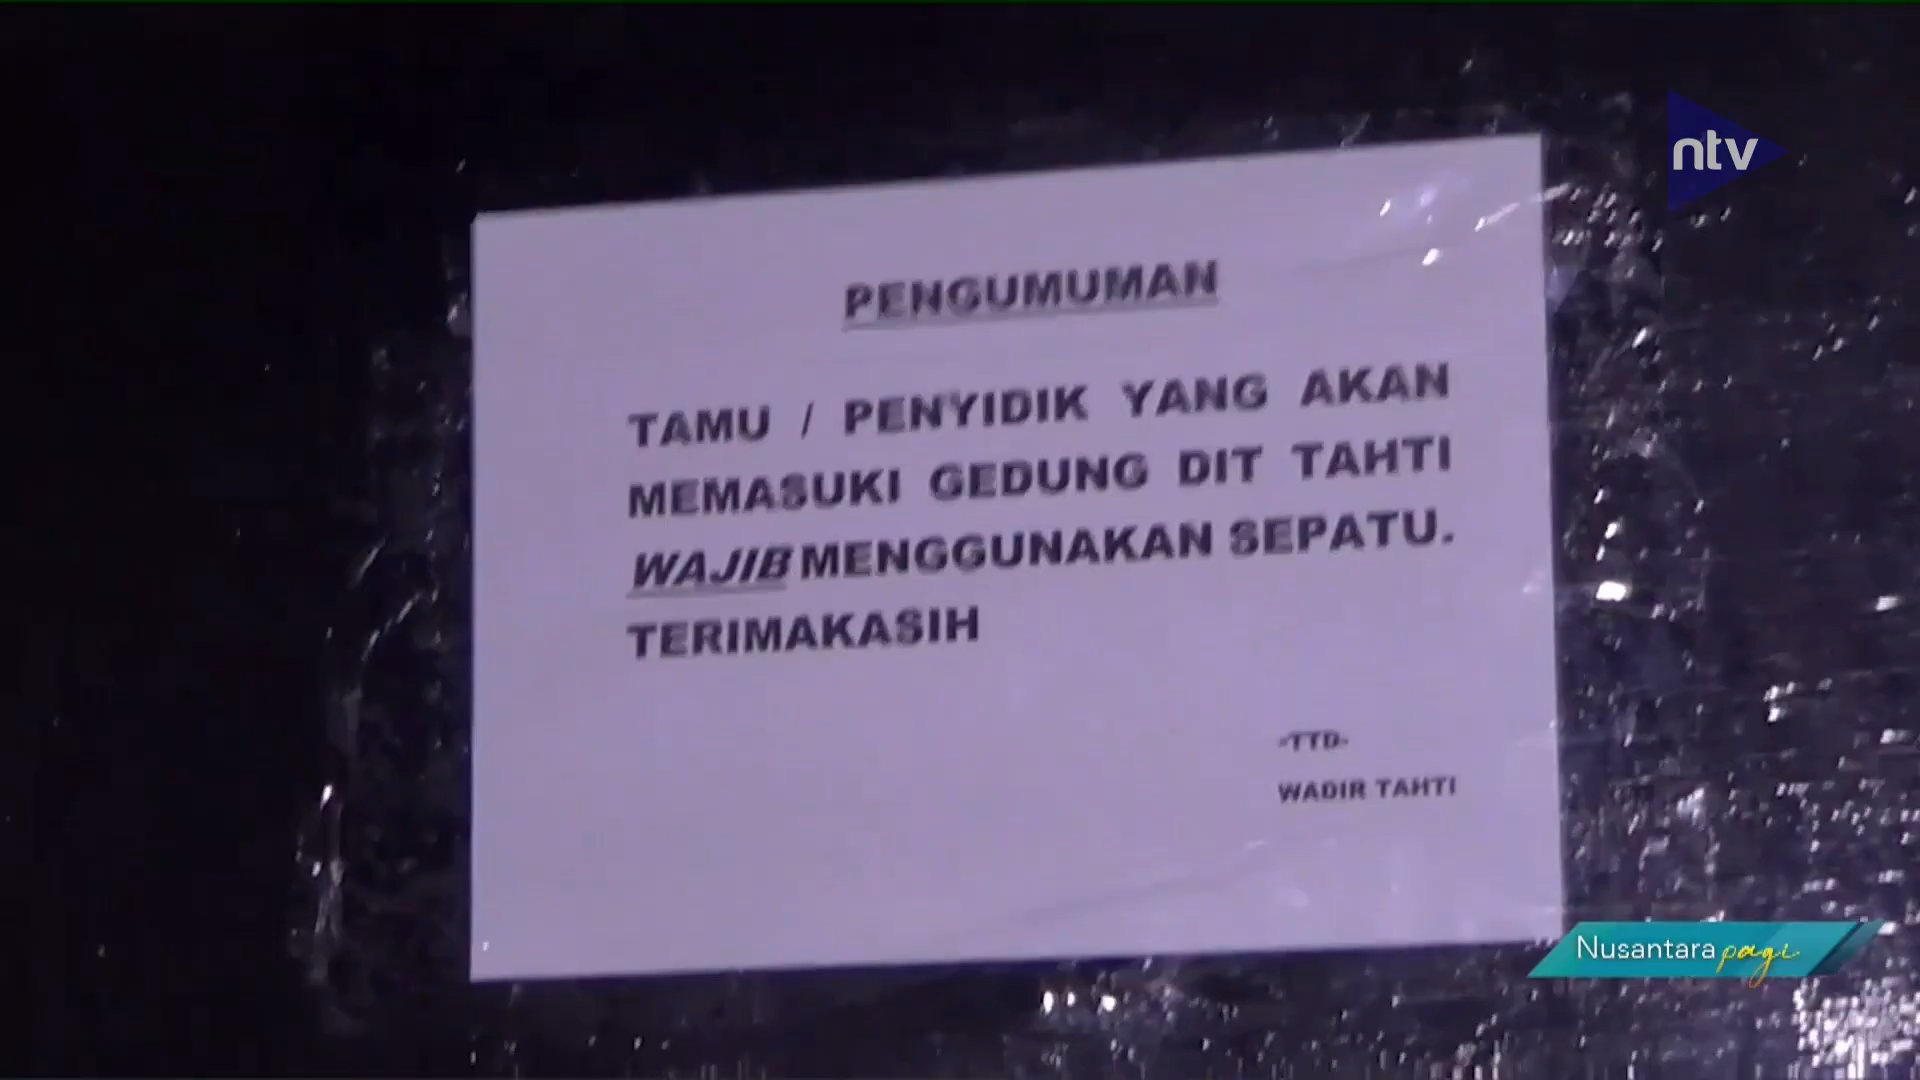 ntv
PENGUMUMAN
TAMU / PENYIDIK YANG AKAN
MEMASUKI GEDUNG DIT TAHTI
WAJIB MENGGUNAKAN SEPATU.
TERIMAKASIH
-TTD-
WADIR TAHTI
Nusantara pagi